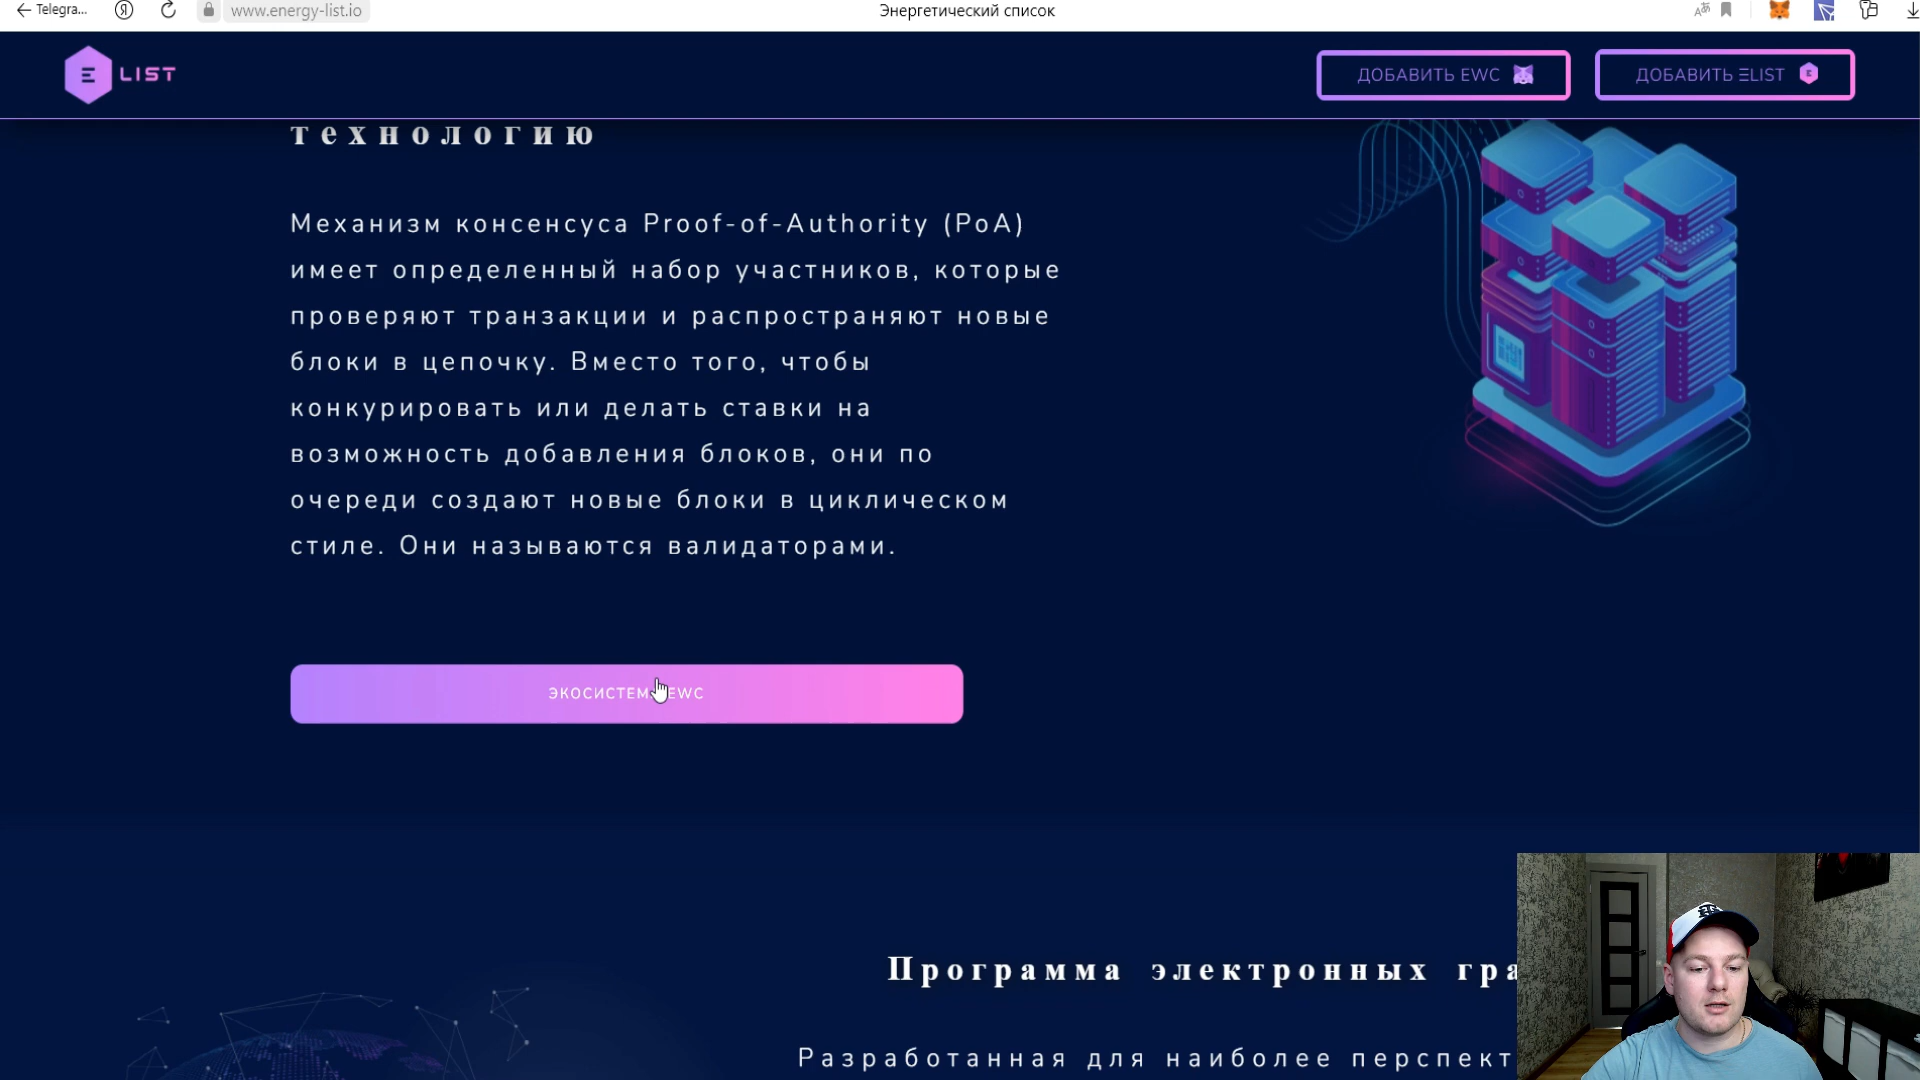 Telegra...
Я
www.energy-list.io
Энергетический список
Ξ LIST
ДОБАВИТЬ EWC
ДОБАВИТЬ ΞLIST
технологию
Механизм консенсуса Proof-of-Authority (PoA)
имеет определенный набор участников, которые
проверяют транзакции и распространяют новые
блоки в цепочку. Вместо того, чтобы
конкурировать или делать ставки на
возможность добавления блоков, они по
очереди создают новые блоки в циклическом
стиле. Они называются валидаторами.
ЭКОСИСТЕМ EWC
Программа электронных гра
Разработанная для наиболее перспект